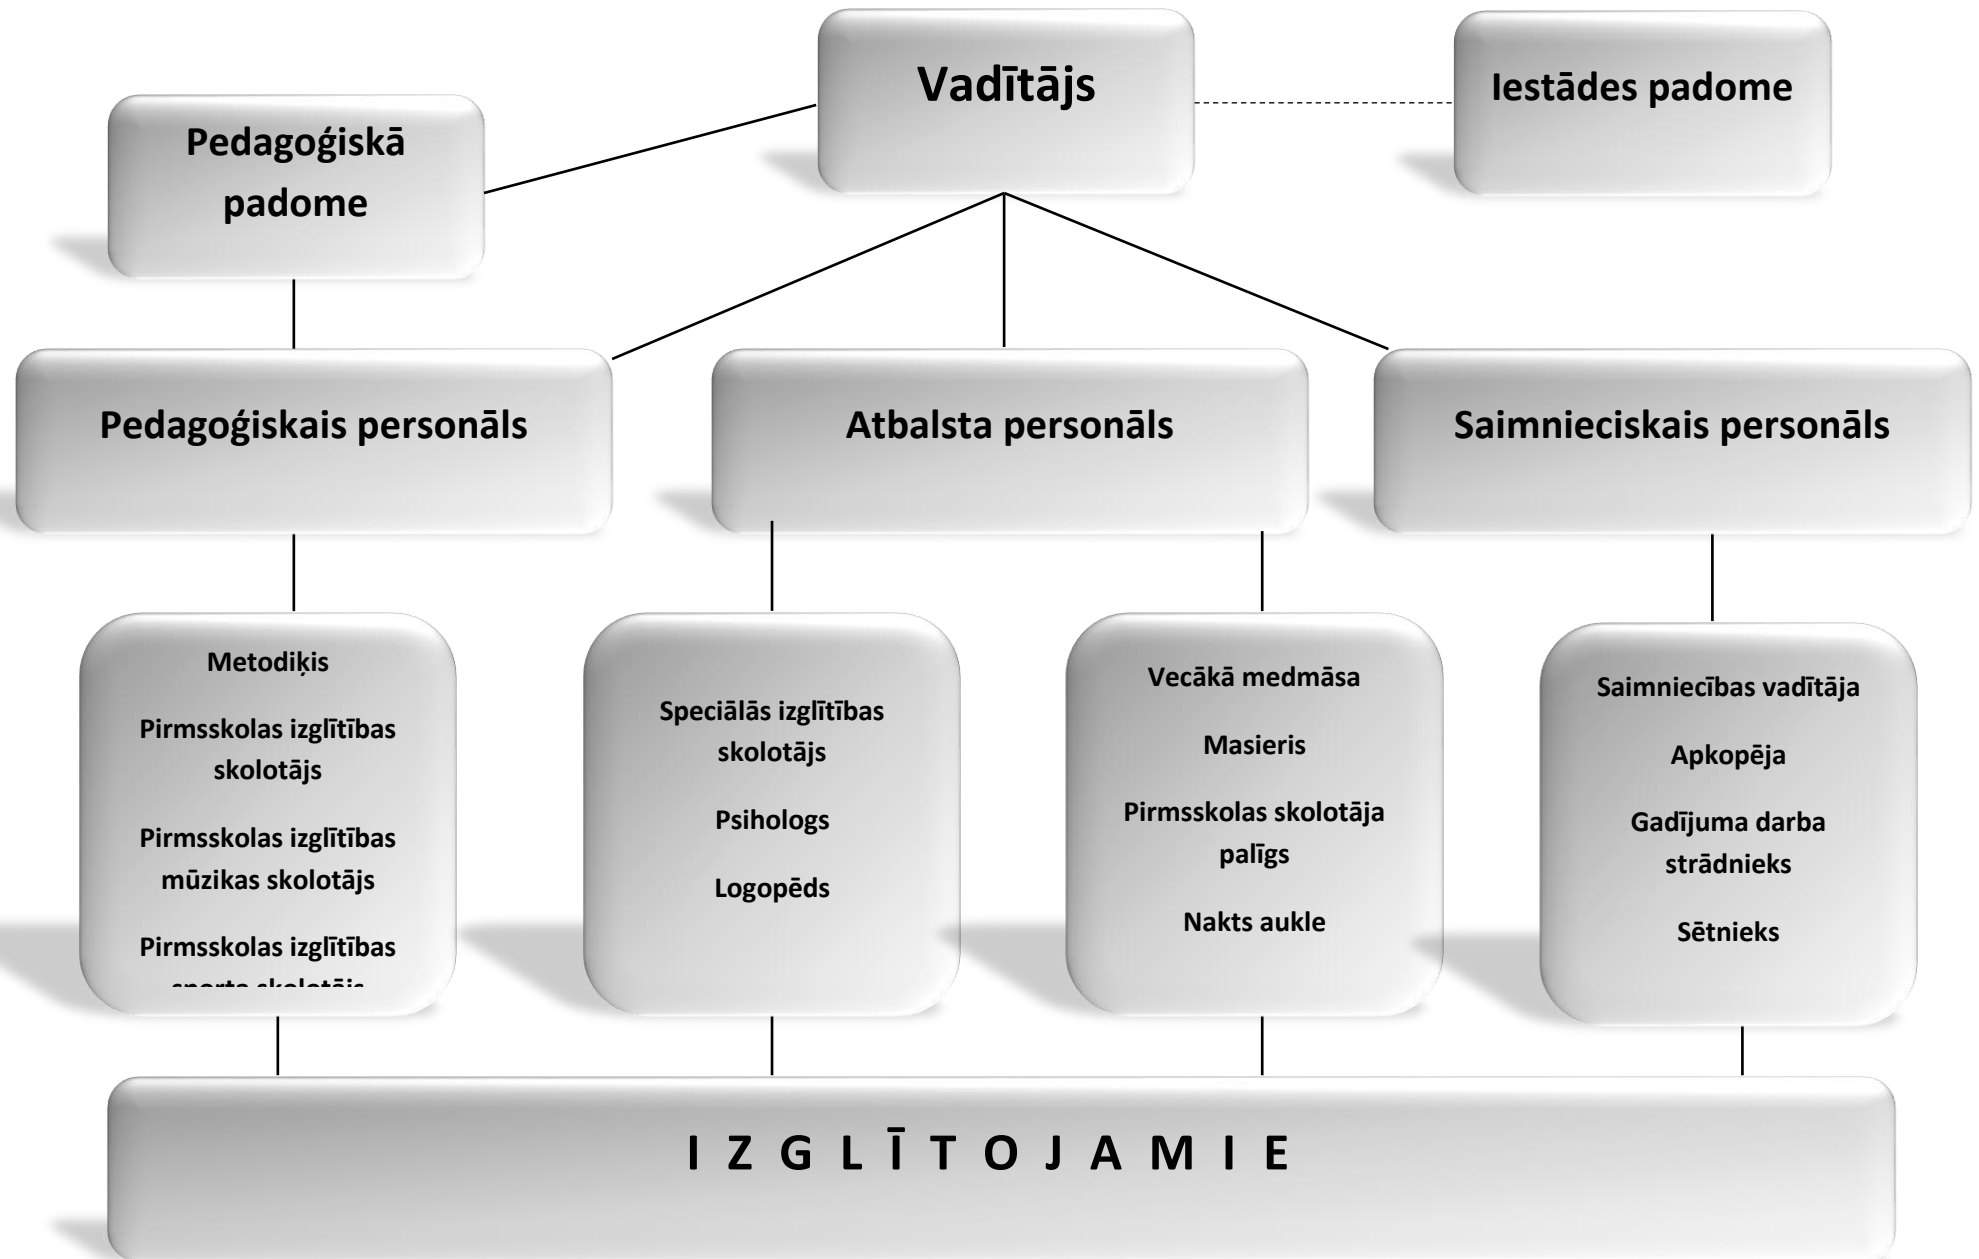 Vadītājs
Iestādes padome
Pedagoģiskā
padome
Pedagoģiskais personāls
Atbalsta personāls
Saimnieciskais personāls
Metodiķis
Pirmsskolas izglītības
skolotājs
Pirmsskolas izglītības
mūzikas skolotājs
Pirmsskolas izglītības
sporta skolotājs
Speciālās izglītības
skolotājs
Psihologs
Logopēds
Vecākā medmāsa
Masieris
Pirmsskolas skolotāja
palīgs
Nakts aukle
Saimniecības vadītāja
Apkopēja
Gadījuma darba
strādnieks
Sētnieks
I Z G L Ī T O J A M I E